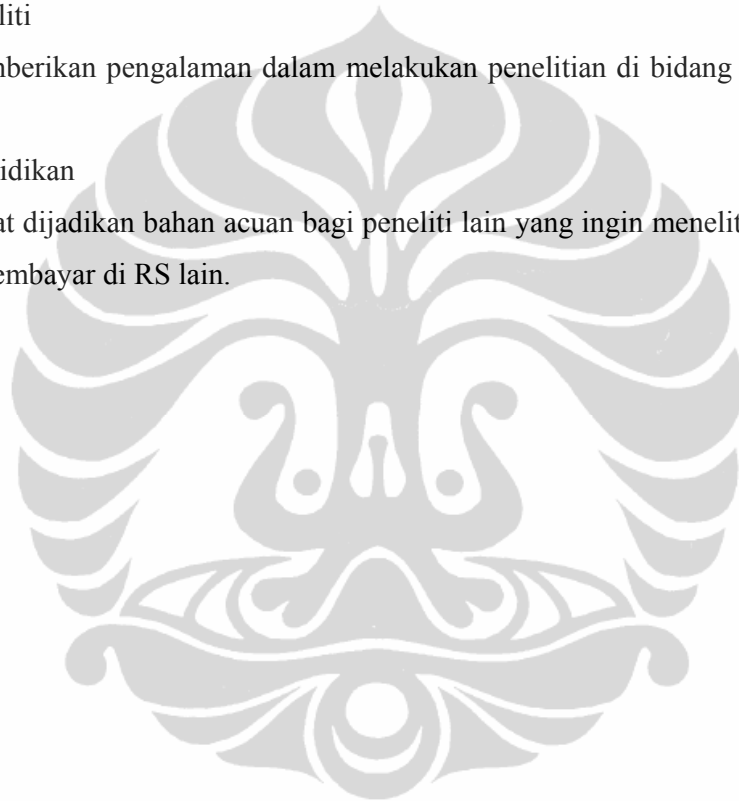 liti
nberikan pengalaman dalam melakukan penelitian di bidang
idikan
at dijadikan bahan acuan bagi peneliti lain yang ingin menelit
embayar di RS lain.